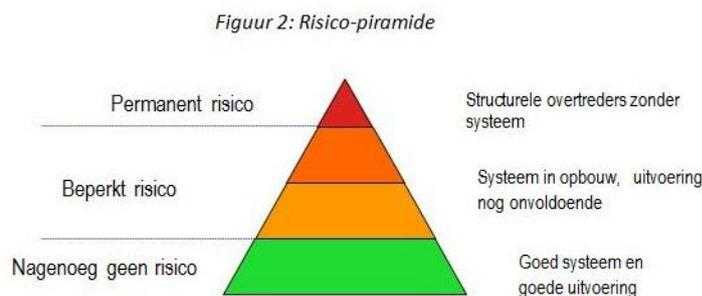 Figuur 2: Risico-piramide
Permanent risico
Structurele overtreders zonder
systeem
Beperkt risico
Systeem in opbouw, uitvoering
nog onvoldoende
Nagenoeg geen risico
Goed systeem en
goede uitvoering